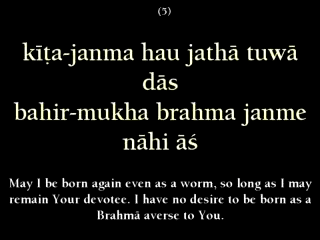 (5)
kīṭa-janma hau jathā tuwā
dās
bahir-mukha brahma janme
nāhi āś
May I be born again even as a worm, so long as I may
remain Your devotee. I have no desire to be born as a
Brahmā averse to You.